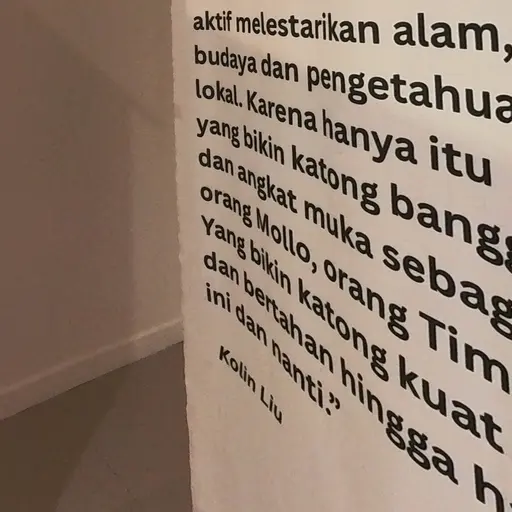 aktif melestarikan alam,
budaya dan pengetahua
lokal. Karena hanya itu
yang bikin katong bangg
dan angkat muka sebag
orang Mollo, orang Tim
Yang bikin katong kuat
dan bertahan hingga h
ini dan nanti.”
Kolin Liu